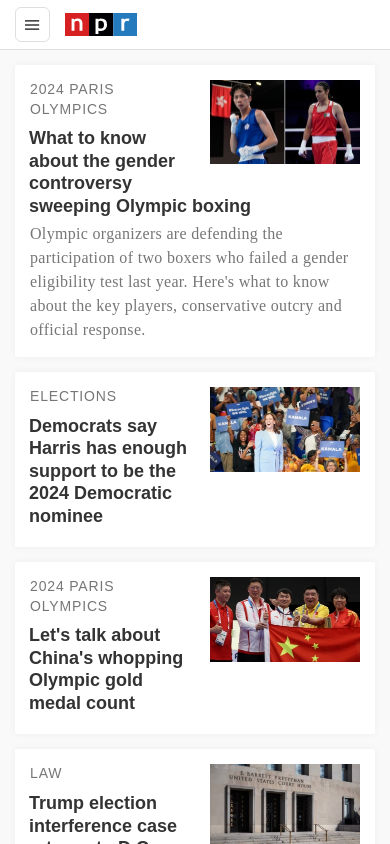 npr
2024 PARIS
OLYMPICS
What to know
about the gender
controversy
sweeping Olympic boxing
Olympic organizers are defending the
participation of two boxers who failed a gender
eligibility test last year. Here's what to know
about the key players, conservative outcry and
official response.
ELECTIONS
Democrats say
Harris has enough
support to be the
2024 Democratic
nominee
KAMALA
KAMALA
KAMALA
2024 PARIS
OLYMPICS
Let's talk about
China's whopping
Olympic gold
medal count
LAW
E. BARRETT PRETTYMAN
UNITED STATES COURT HOUSE
Trump election
interference case